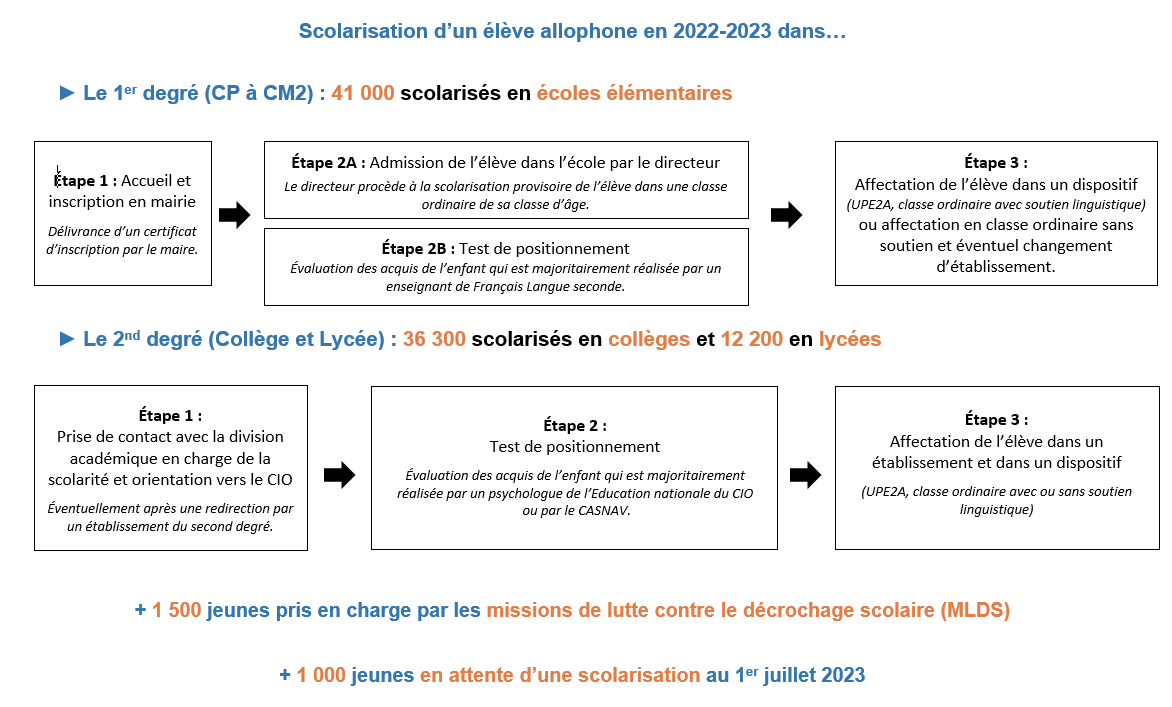 Scolarisation d’un élève allophone en 2022-2023 dans…
► Le 1er degré (CP à CM2) : 41 000 scolarisés en écoles élémentaires
Étape 1 : Accueil et
inscription en mairie
Délivrance d’un certificat
d’inscription par le maire.
Étape 2A : Admission de l’élève dans l’école par le directeur
Le directeur procède à la scolarisation provisoire de l’élève dans une classe
ordinaire de sa classe d’âge.
Étape 2B : Test de positionnement
Évaluation des acquis de l’enfant qui est majoritairement réalisée par un
enseignant de Français Langue seconde.
Étape 3 :
Affectation de l’élève dans un dispositif
(UPE2A, classe ordinaire avec soutien linguistique)
ou affectation en classe ordinaire sans
soutien et éventuel changement
d’établissement.
► Le 2nd degré (Collège et Lycée) : 36 300 scolarisés en collèges et 12 200 en lycées
Étape 1 :
Prise de contact avec la division
académique en charge de la
scolarité et orientation vers le CIO
Éventuellement après une redirection par
un établissement du second degré.
Étape 2 :
Test de positionnement
Évaluation des acquis de l’enfant qui est majoritairement
réalisée par un psychologue de l’Education nationale du CIO
ou par le CASNAV.
Étape 3 :
Affectation de l’élève dans un
établissement et dans un dispositif
(UPE2A, classe ordinaire avec ou sans soutien
linguistique)
+ 1 500 jeunes pris en charge par les missions de lutte contre le décrochage scolaire (MLDS)
+ 1 000 jeunes en attente d’une scolarisation au 1er juillet 2023